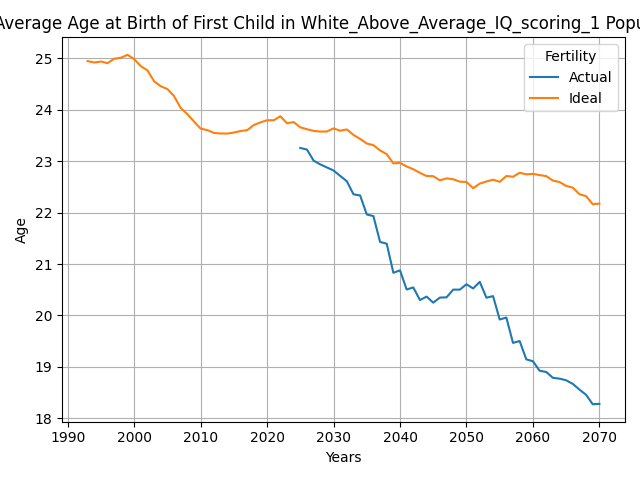 Average Age at Birth of First Child in White_Above_Average_IQ_scoring_1 Popu
Fertility
Actual
Ideal
25
24
23
22
21
20
19
18
Age
1990 2000 2010 2020 2030 2040 2050 2060 2070
Years